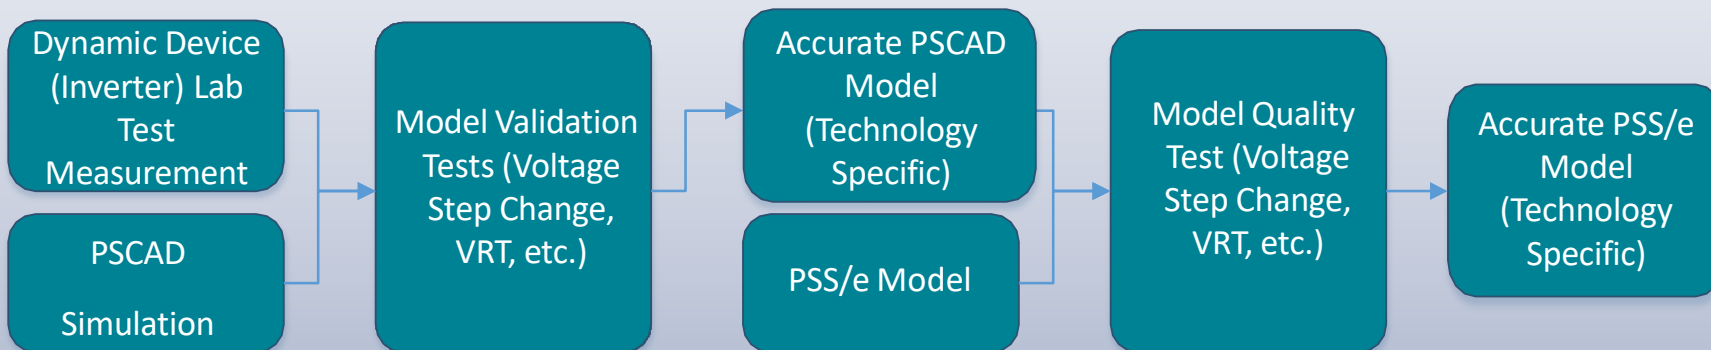 Dynamic Device
(Inverter) Lab
Test
Measurement
PSCAD
Simulation
Model Validation
Tests (Voltage
Step Change,
VRT, etc.)
Accurate PSCAD
Model
(Technology
Specific)
PSS/e Model
Model Quality
Test (Voltage
Step Change,
VRT, etc.)
Accurate PSS/e
Model
(Technology
Specific)